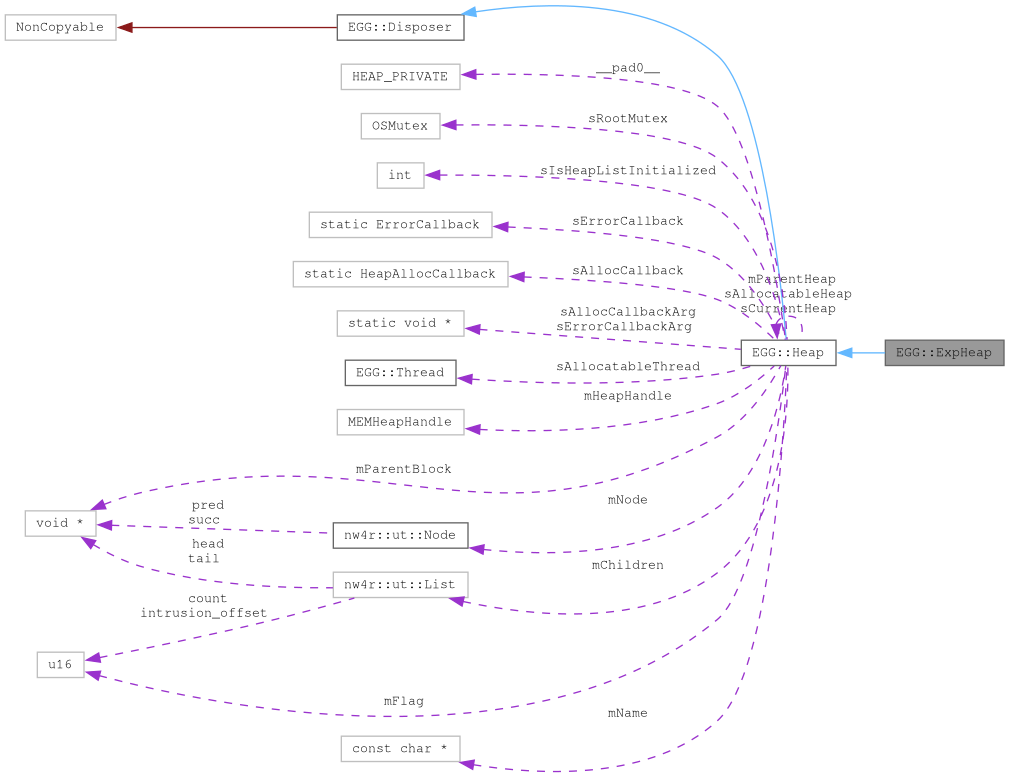 NonCopyable
EGG::Disposer
HEAP_PRIVATE
__pad0__
OSMutex
sRootMutex
int
sIsHeapListInitialized
static ErrorCallback
sErrorCallback
static HeapAllocCallback
sAllocCallback
mParentHeap
sAllocatableHeap
sCurrentHeap
static void *
sAllocCallbackArg
sErrorCallbackArg
EGG::Heap
EGG::ExpHeap
EGG::Thread
sAllocatableThread
MEMHeapHandle
mHeapHandle
mParentBlock
void *
pred
succ
nw4r::ut::Node
mNode
head
tail
nw4r::ut::List
mChildren
count
intrusion_offset
u16
mFlag
const char *
mName